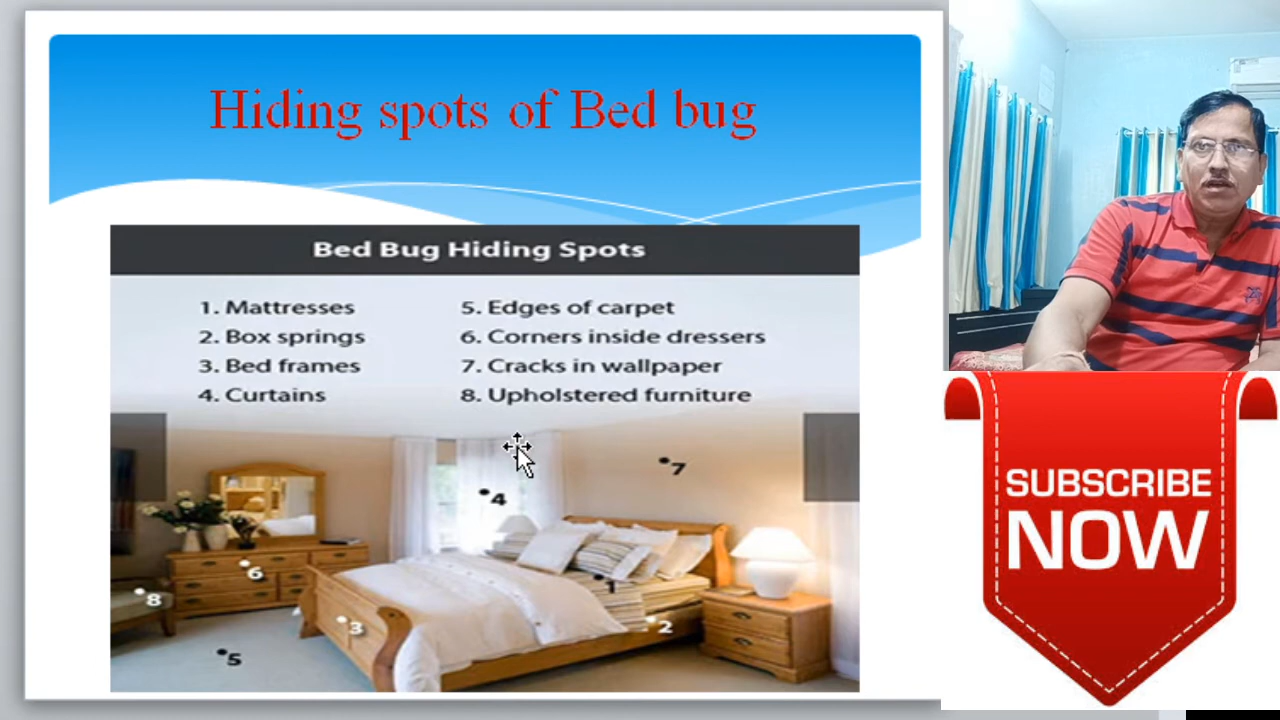 Hiding spots of Bed bug
Bed Bug Hiding Spots
1. Mattresses
2. Box springs
3. Bed frames
4. Curtains
5. Edges of carpet
6. Corners inside dressers
7. Cracks in wallpaper
8. Upholstered furniture
7
4
6
1
8
3
2
5
SUBSCRIBE
NOW